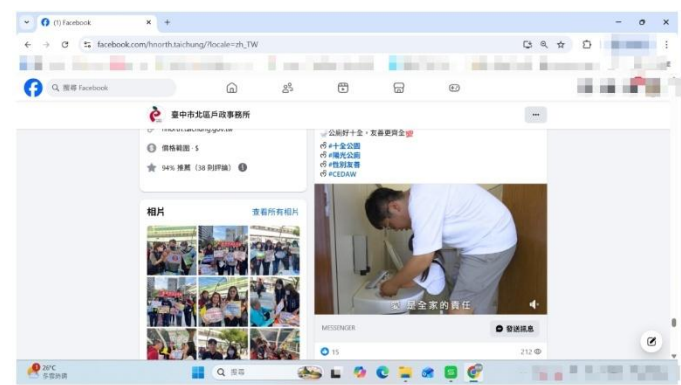 (1) Facebook
facebook.com/hnorth.taichung/?locale=zh_TW
搜尋 Facebook
臺中市北區戶政事務所
hnorth.taichung.gov.tw
價格範圍 · $
94% 推薦（38 則評論）
相片
查看所有相片
公廁好十全，友善更齊全💯
#十全公園
#陽光公廁
#性別友善
#CEDAW
是全家的責任
MESSENGER
發送訊息
15
212
26°C
多雲時晴
搜尋